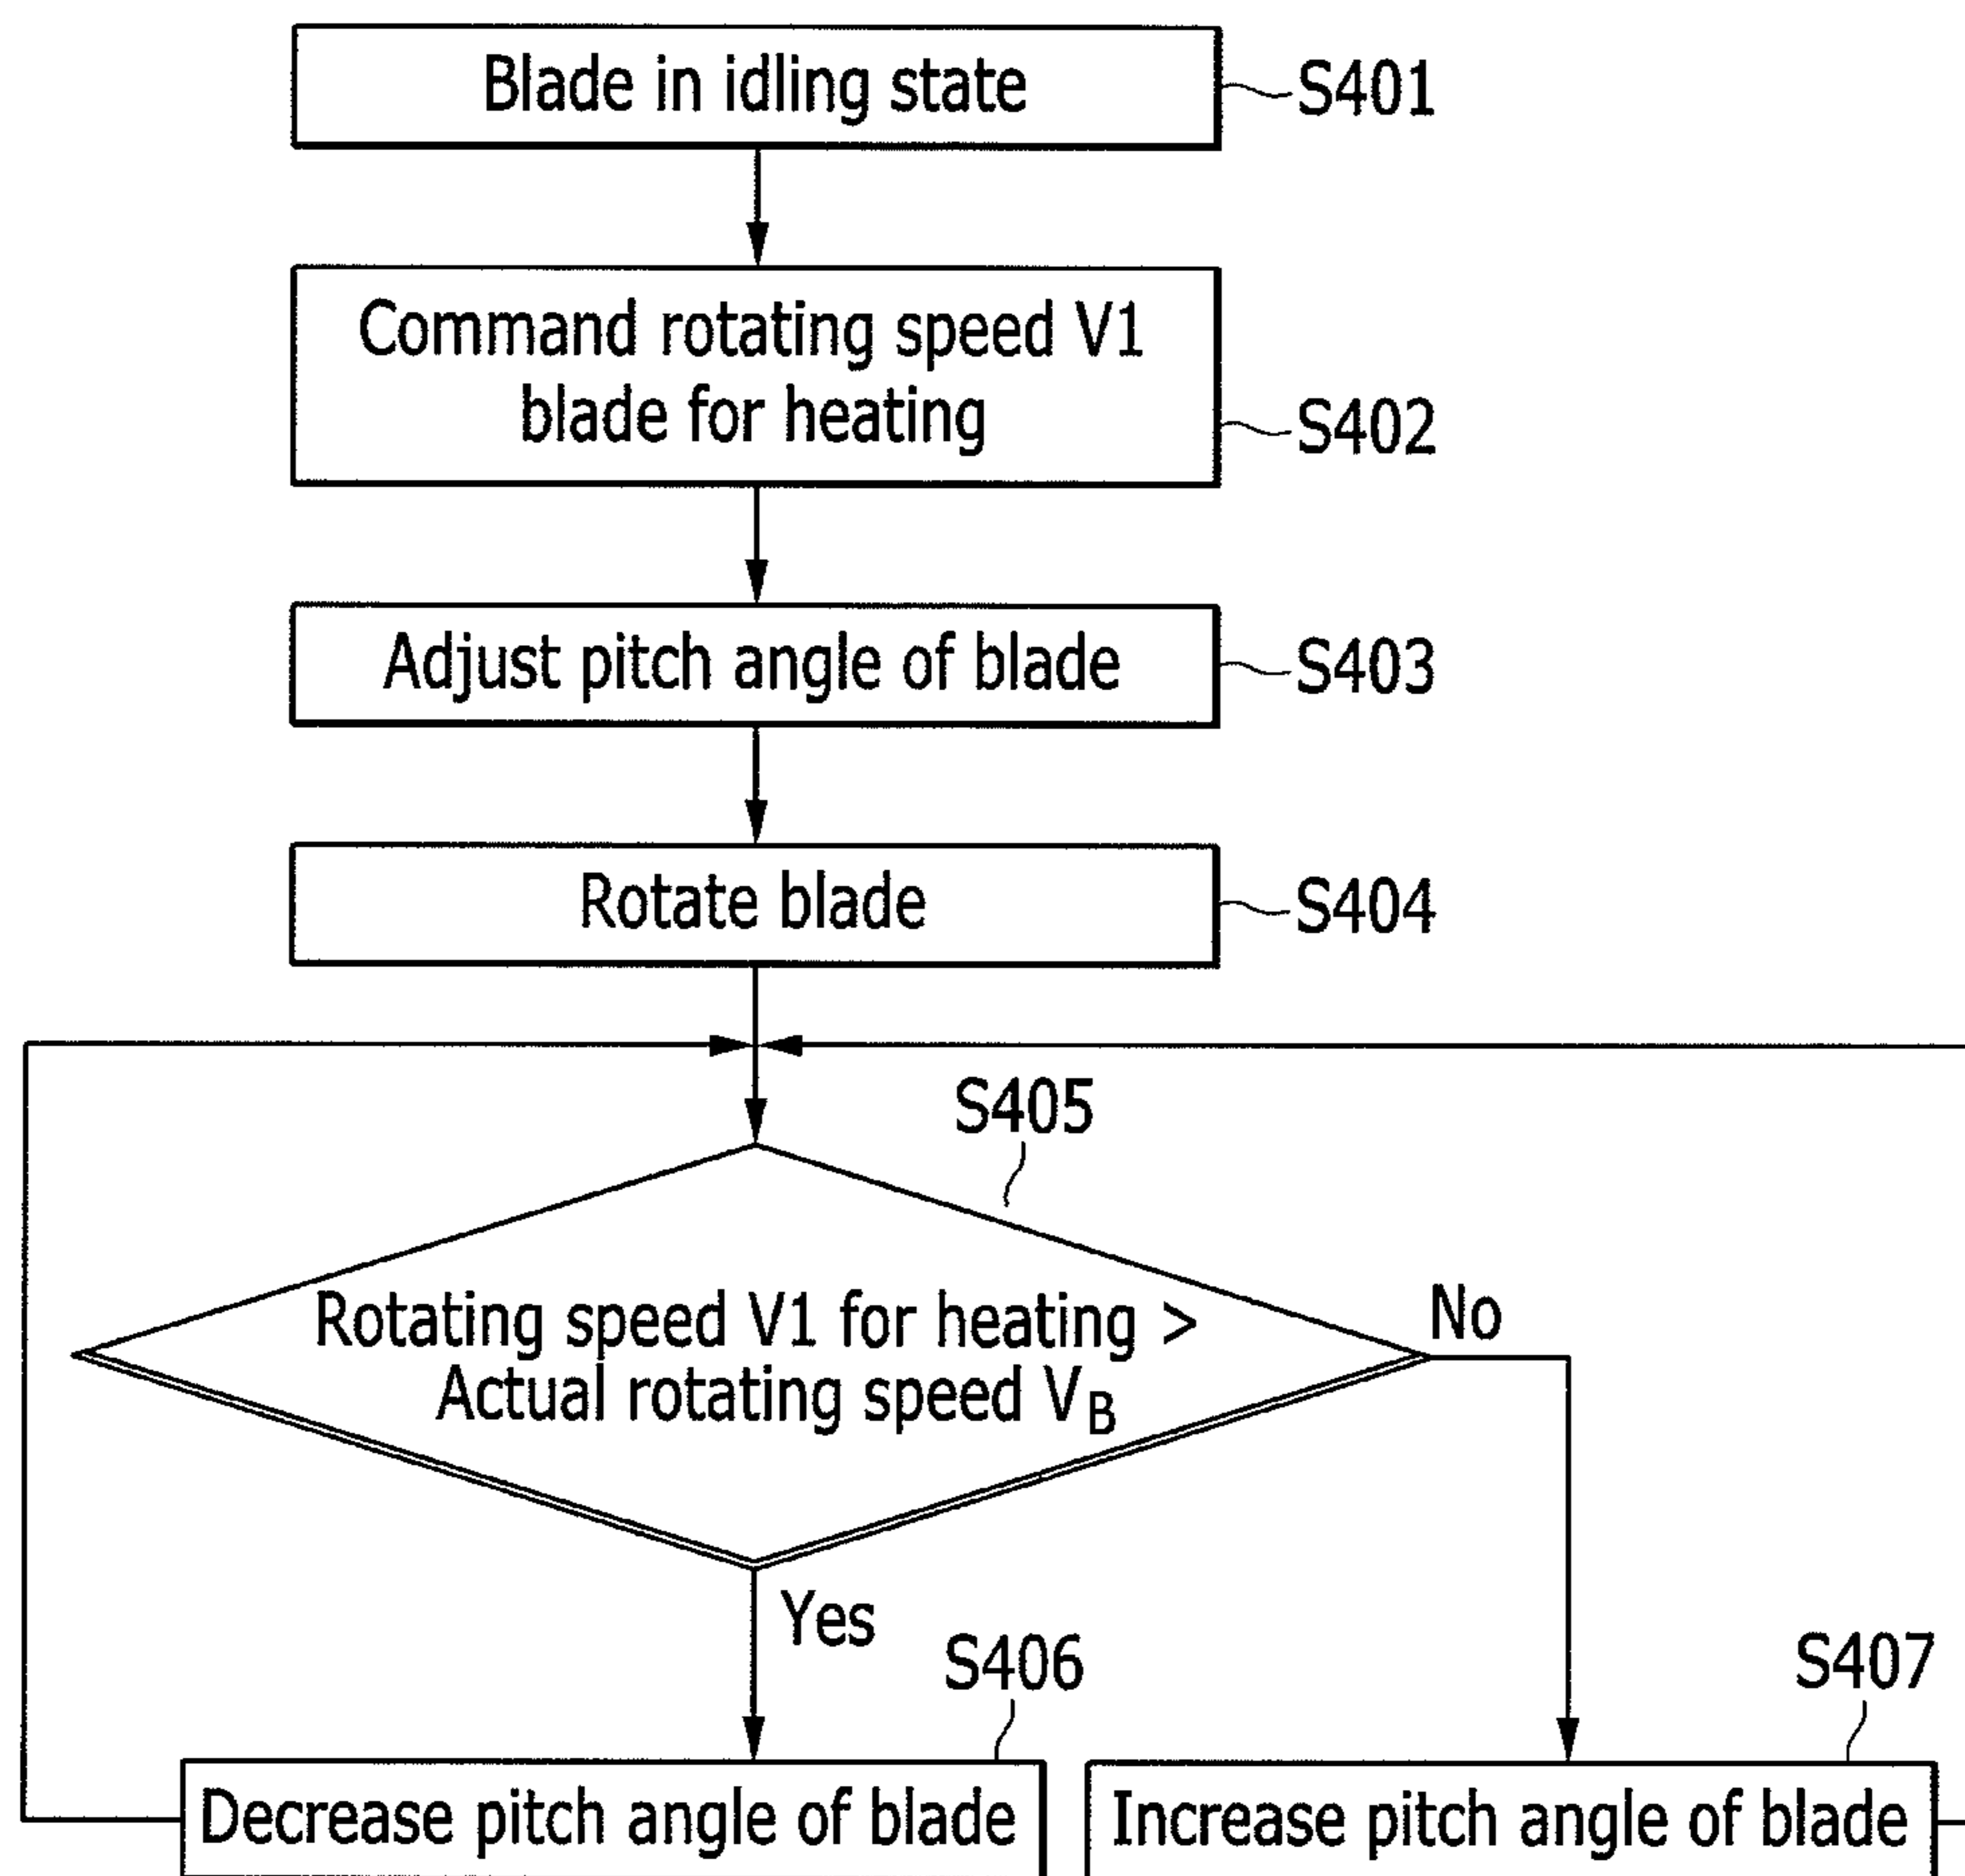 Blade in idling state
S401
Command rotating speed V1
blade for heating
S402
Adjust pitch angle of blade
S403
Rotate blade
S404
S405
Rotating speed V1 for heating >
Actual rotating speed VB
No
Yes
S406
S407
Decrease pitch angle of blade
Increase pitch angle of blade